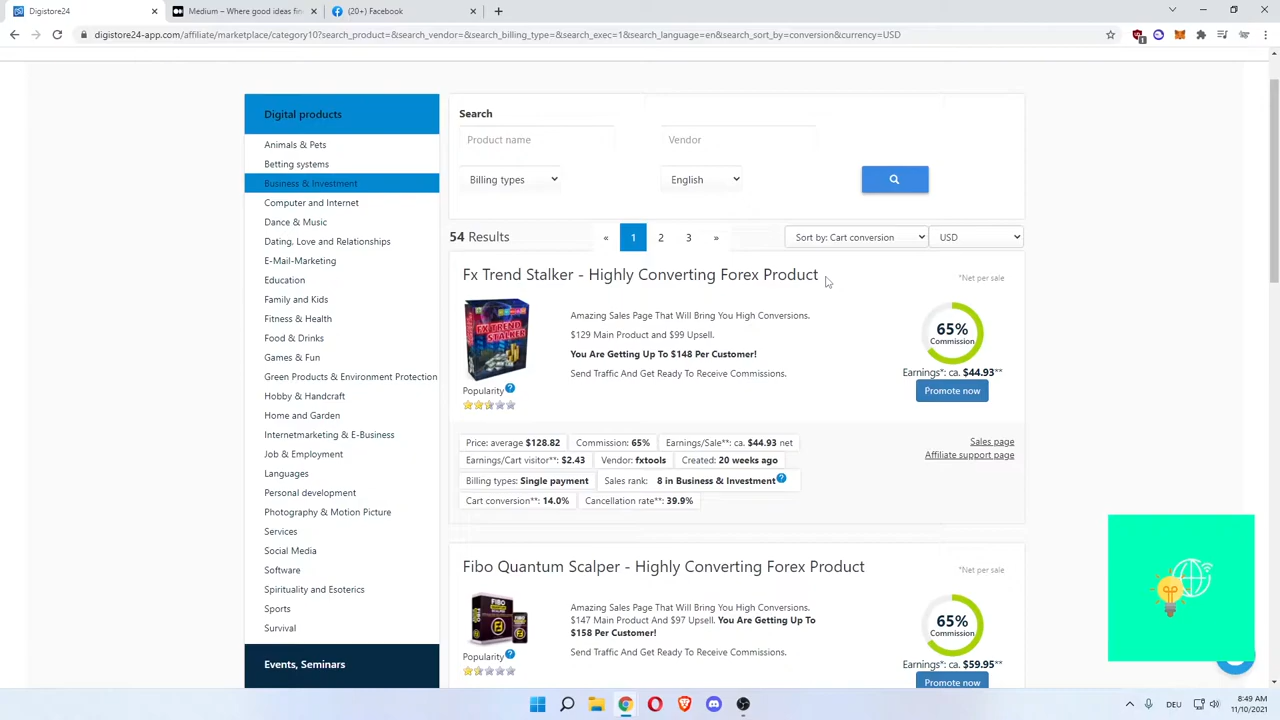 Digistore24
Medium – Where good ideas fin
(20+) Facebook
digistore24-app.com/affiliate/marketplace/category10?search_product=&search_vendor=&search_billing_type=&search_exec=1&search_language=en&search_sort_by=conversion&currency=USD
1
Digital products
Animals & Pets
Betting systems
Business & Investment
Computer and Internet
Dance & Music
Dating, Love and Relationships
E-Mail-Marketing
Education
Family and Kids
Fitness & Health
Food & Drinks
Games & Fun
Green Products & Environment Protection
Hobby & Handcraft
Home and Garden
Internetmarketing & E-Business
Job & Employment
Languages
Personal development
Photography & Motion Picture
Services
Social Media
Software
Spirituality and Esoterics
Sports
Survival
Events, Seminars
Search
Product name
Vendor
Billing types
English
54 Results
« 1 2 3 »
Sort by: Cart conversion
USD
Fx Trend Stalker - Highly Converting Forex Product
*Net per sale
FX TREND STALKER
Amazing Sales Page That Will Bring You High Conversions.
$129 Main Product and $99 Upsell.
You Are Getting Up To $148 Per Customer!
Send Traffic And Get Ready To Receive Commissions.
65%
Commission
Earnings*: ca. $44.93**
Promote now
Popularity ?
Price: average $128.82
Commission: 65%
Earnings/Sale**: ca. $44.93 net
Earnings/Cart visitor**: $2.43
Vendor: fxtools
Created: 20 weeks ago
Billing types: Single payment
Sales rank: 8 in Business & Investment ?
Cart conversion**: 14.0%
Cancellation rate**: 39.9%
Sales page
Affiliate support page
Fibo Quantum Scalper - Highly Converting Forex Product
*Net per sale
FIBO
Amazing Sales Page That Will Bring You High Conversions.
$147 Main Product And $97 Upsell. You Are Getting Up To
$158 Per Customer!
Send Traffic And Get Ready To Receive Commissions.
65%
Commission
Earnings*: ca. $59.95**
Promote now
Popularity ?
DEU
8:49 AM
11/10/2021